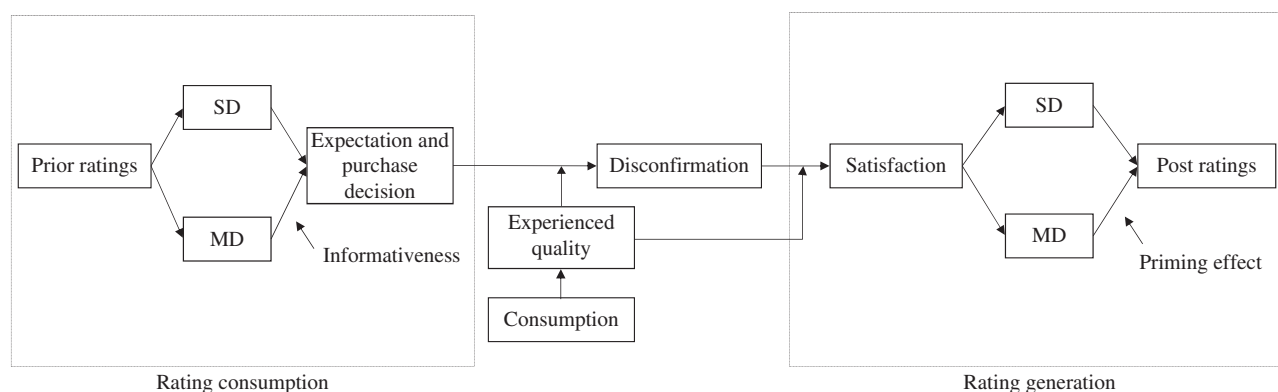 SD
Prior ratings
Expectation and
purchase
decision
MD
Informativeness
Rating consumption
Disconfirmation
Experienced
quality
Consumption
Satisfaction
SD
MD
Post ratings
Priming effect
Rating generation